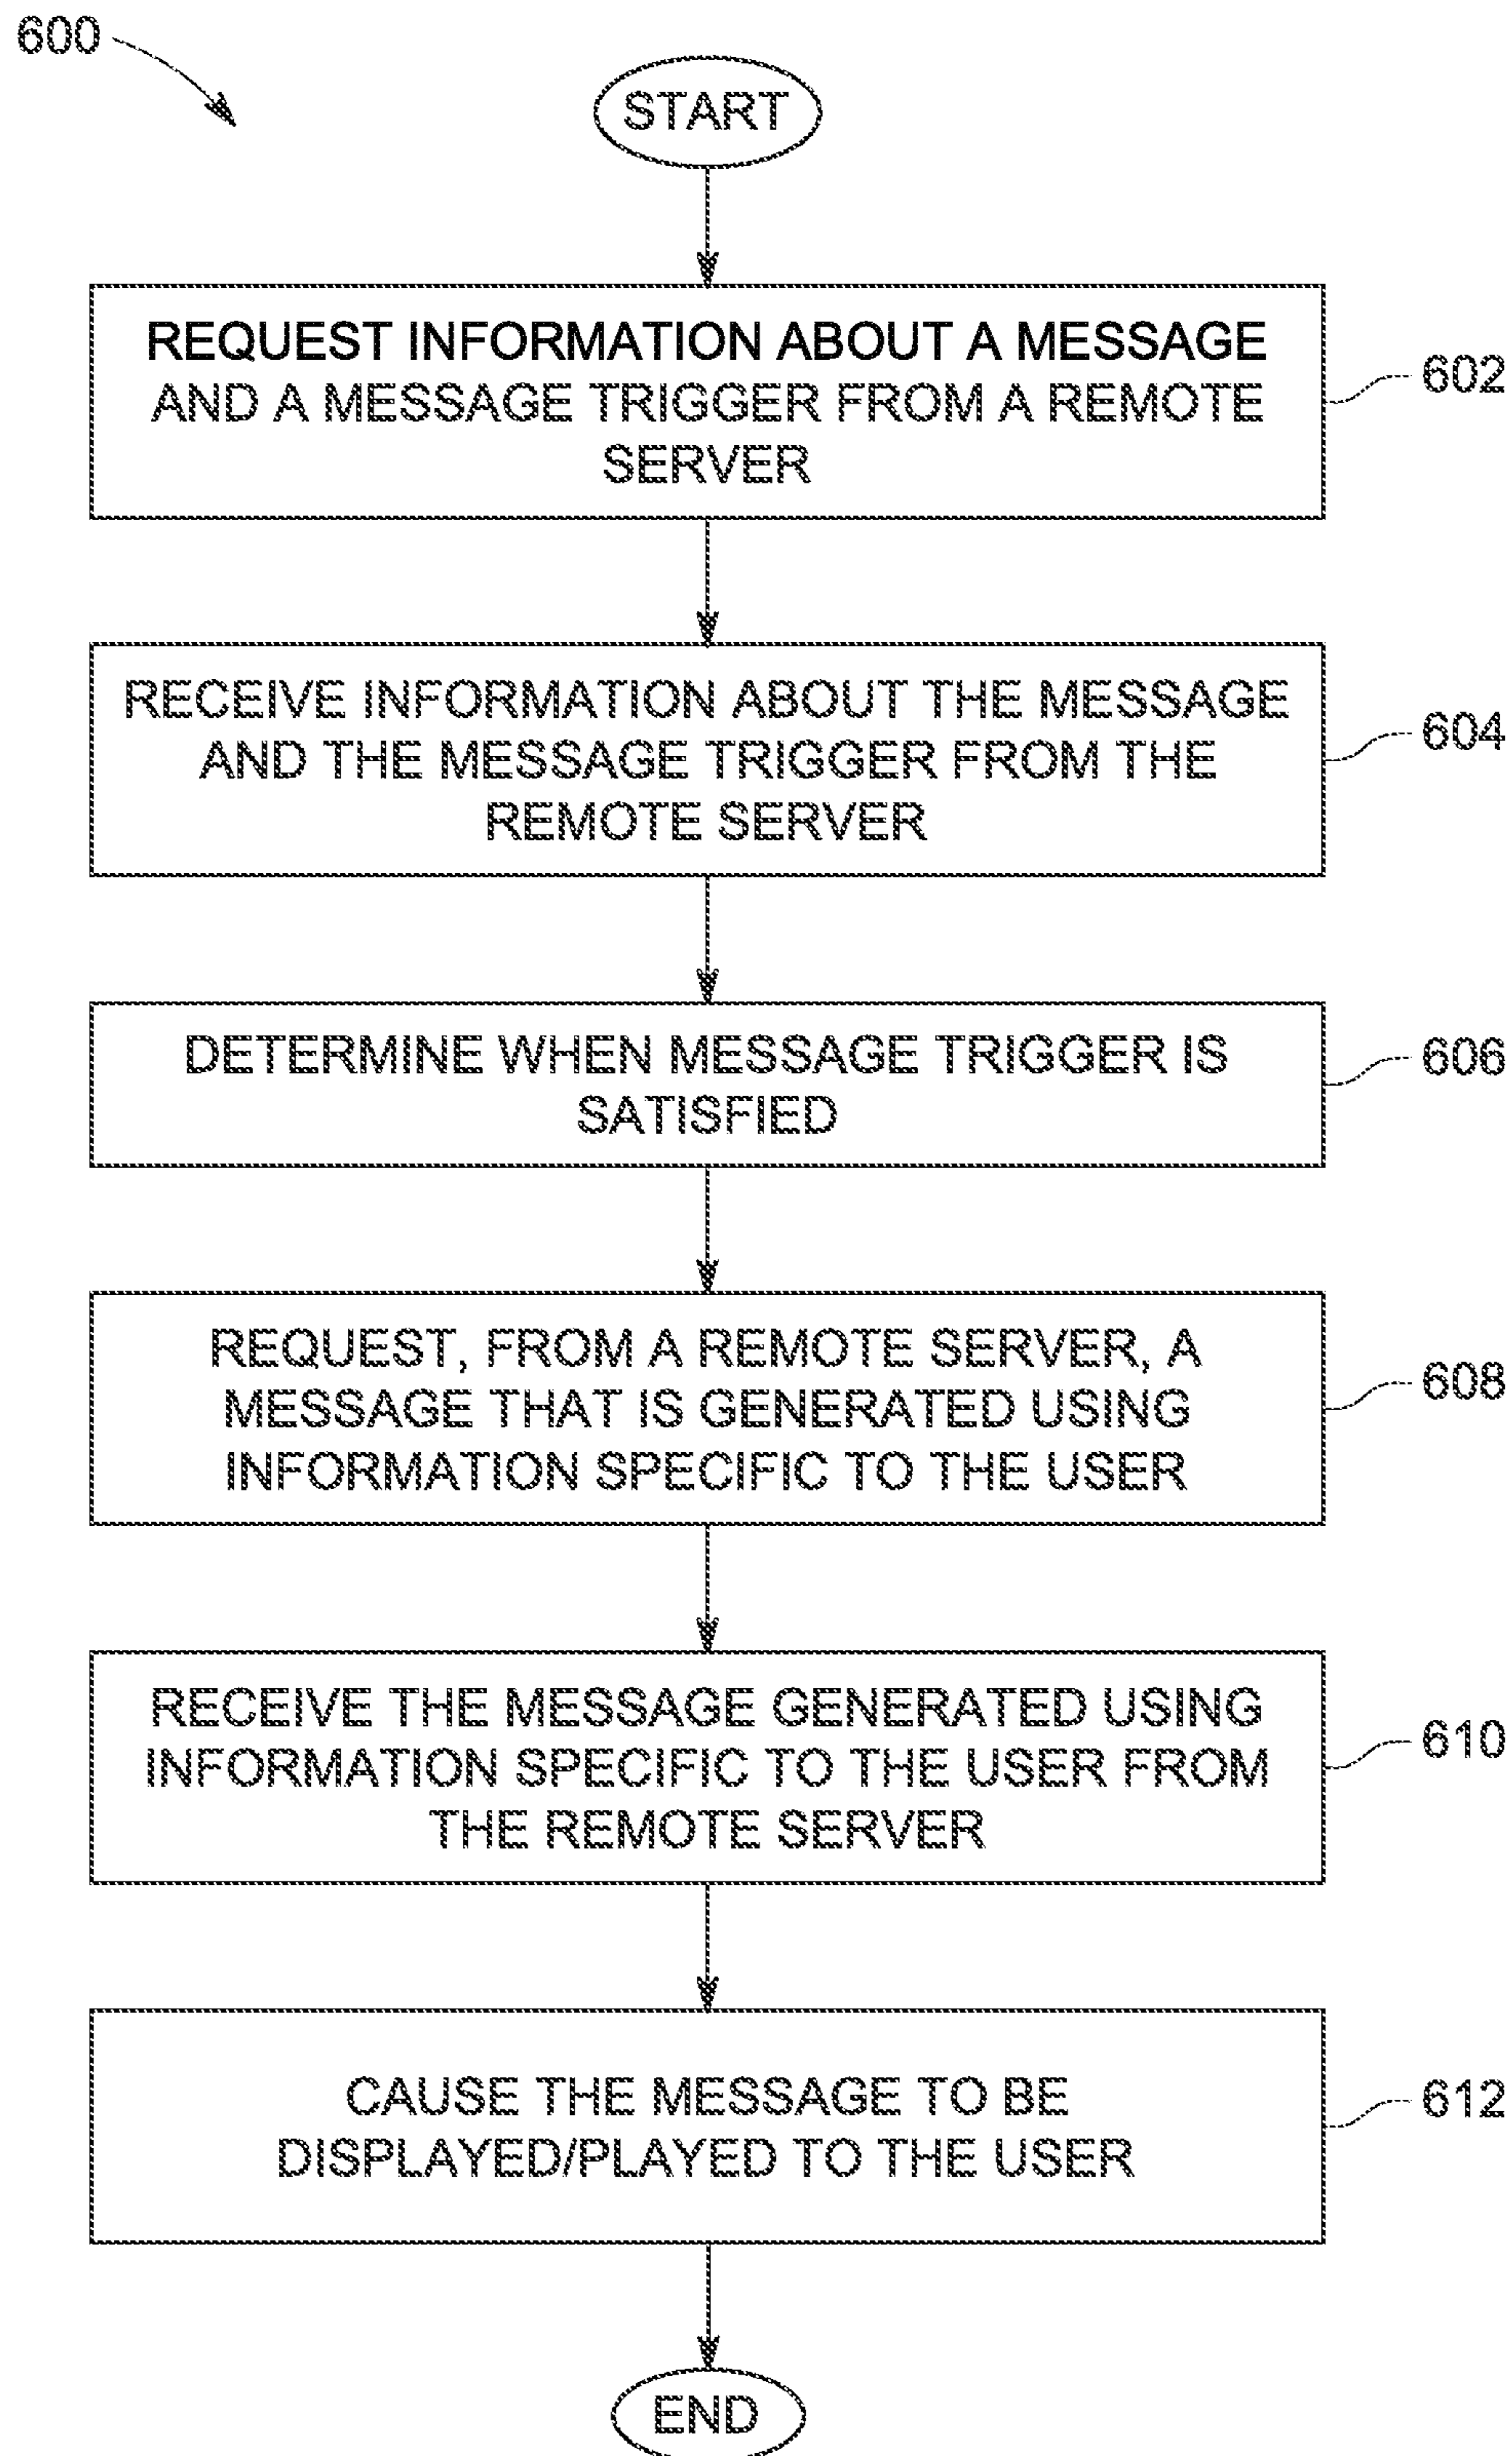 600
START
REQUEST INFORMATION ABOUT A MESSAGE
AND A MESSAGE TRIGGER FROM A REMOTE
SERVER
602
RECEIVE INFORMATION ABOUT THE MESSAGE
AND THE MESSAGE TRIGGER FROM THE
REMOTE SERVER
604
DETERMINE WHEN MESSAGE TRIGGER IS
SATISFIED
606
REQUEST, FROM A REMOTE SERVER, A
MESSAGE THAT IS GENERATED USING
INFORMATION SPECIFIC TO THE USER
608
RECEIVE THE MESSAGE GENERATED USING
INFORMATION SPECIFIC TO THE USER FROM
THE REMOTE SERVER
610
CAUSE THE MESSAGE TO BE
DISPLAYED/PLAYED TO THE USER
612
END